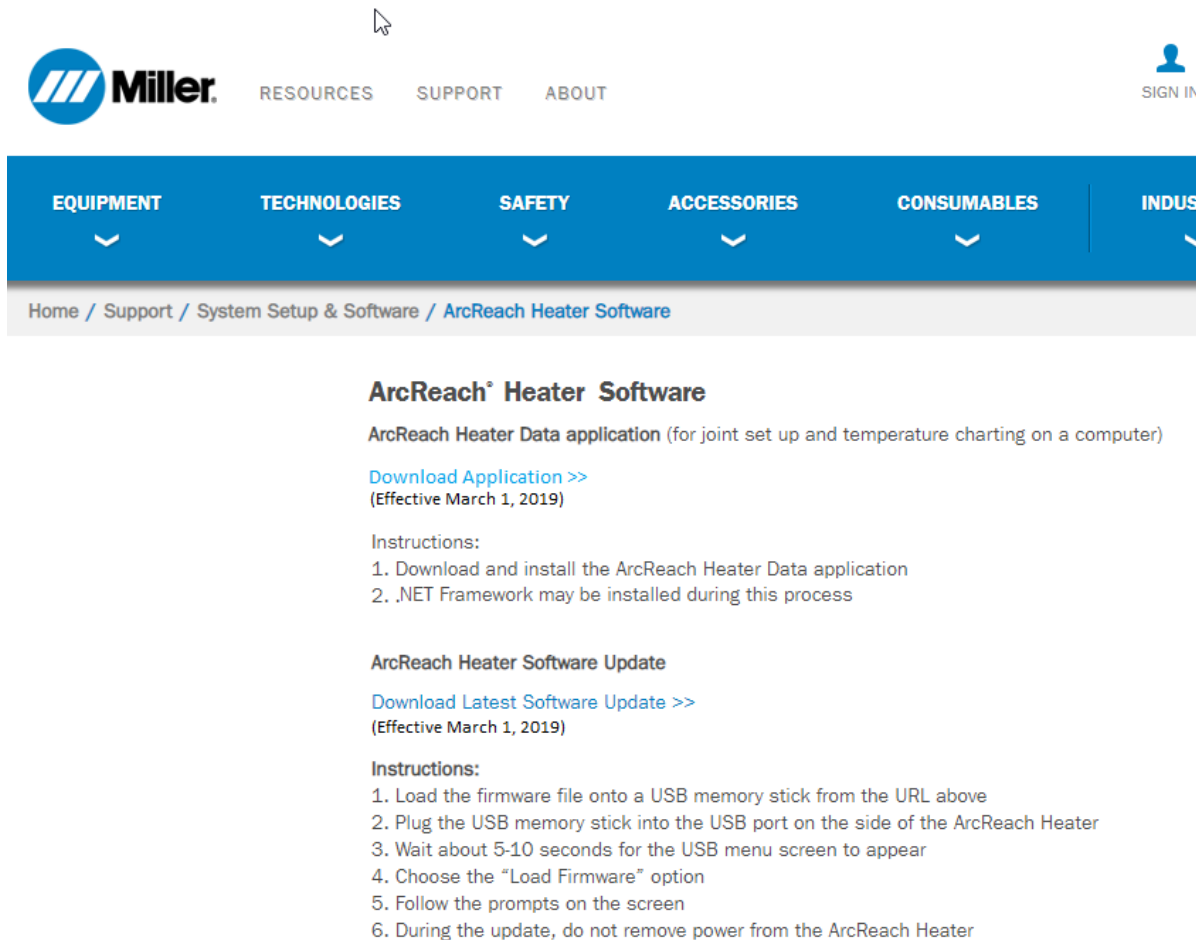 Miller.
RESOURCES SUPPORT ABOUT
SIGN IN
EQUIPMENT TECHNOLOGIES SAFETY ACCESSORIES CONSUMABLES INDUS
Home / Support / System Setup & Software / ArcReach Heater Software
ArcReach® Heater Software
ArcReach Heater Data application (for joint set up and temperature charting on a computer)
Download Application >>
(Effective March 1, 2019)
Instructions:
1. Download and install the ArcReach Heater Data application
2. .NET Framework may be installed during this process
ArcReach Heater Software Update
Download Latest Software Update >>
(Effective March 1, 2019)
Instructions:
1. Load the firmware file onto a USB memory stick from the URL above
2. Plug the USB memory stick into the USB port on the side of the ArcReach Heater
3. Wait about 5-10 seconds for the USB menu screen to appear
4. Choose the “Load Firmware” option
5. Follow the prompts on the screen
6. During the update, do not remove power from the ArcReach Heater